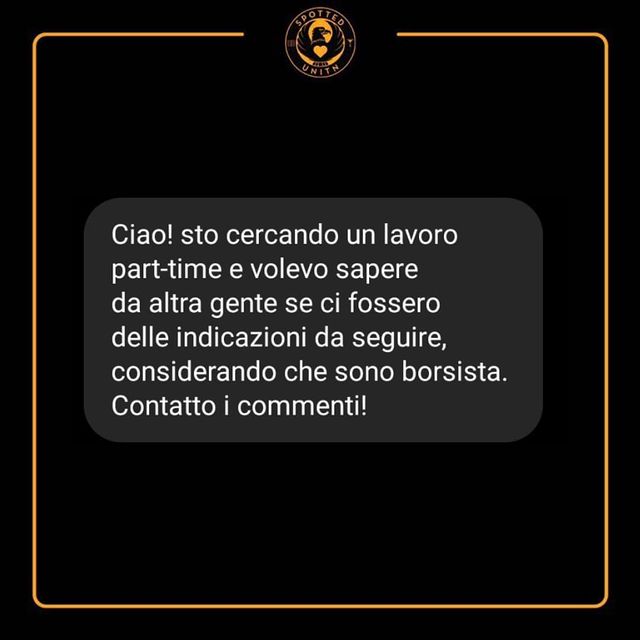 SPOTTED
UNITN
Ciao! sto cercando un lavoro
part-time e volevo sapere
da altra gente se ci fossero
delle indicazioni da seguire,
considerando che sono borsista.
Contatto i commenti!